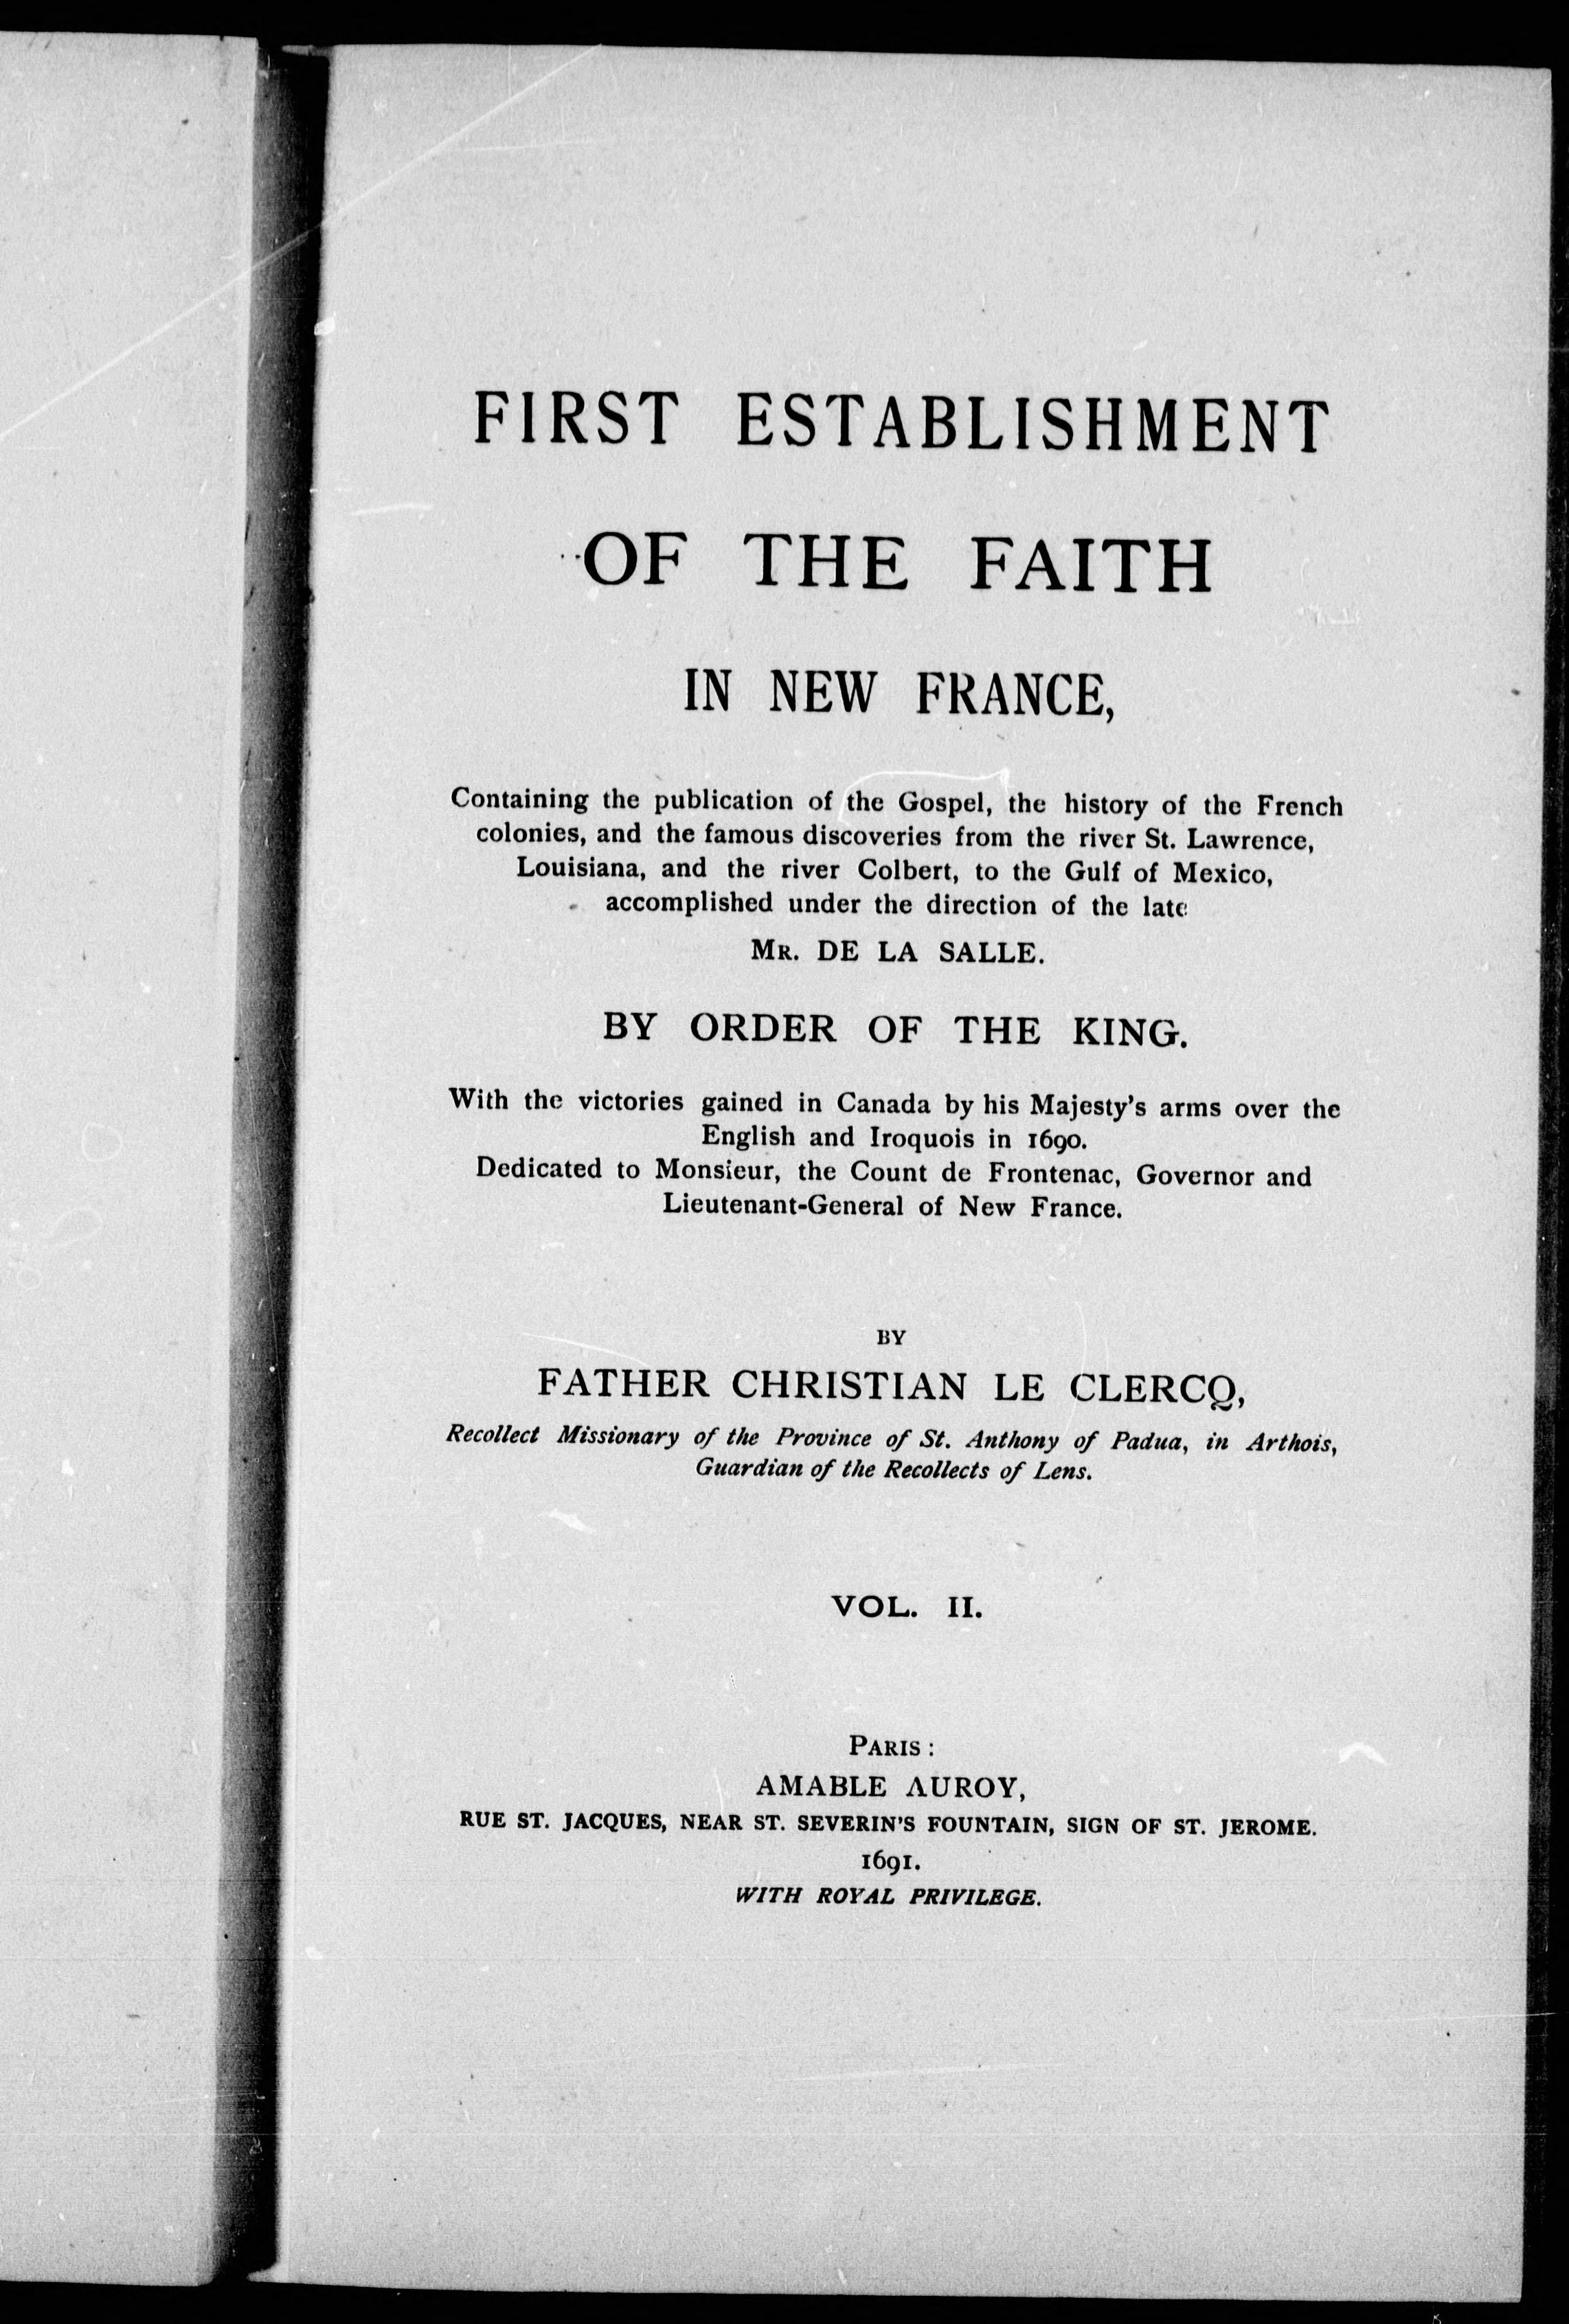 FIRST ESTABLISHMENT
OF THE FAITH
IN NEW FRANCE,
Containing the publication of the Gospel, the history of the French
colonies, and the famous discoveries from the river St. Lawrence,
Louisiana, and the river Colbert, to the Gulf of Mexico,
accomplished under the direction of the late
MR. DE LA SALLE.
BY ORDER OF THE KING.
With the victories gained in Canada by his Majesty's arms over the
English and Iroquois in 1690.
Dedicated to Monsieur, the Count de Frontenac, Governor and
Lieutenant-General of New France.
BY
FATHER CHRISTIAN LE CLERCQ,
Recollect Missionary of the Province of St. Anthony of Padua, in Arthois,
Guardian of the Recollects of Lens.
VOL. II.
PARIS:
AMABLE AUROY,
RUE ST. JACQUES, NEAR ST. SEVERIN'S FOUNTAIN, SIGN OF ST. JEROME.
1691.
WITH ROYAL PRIVILEGE.